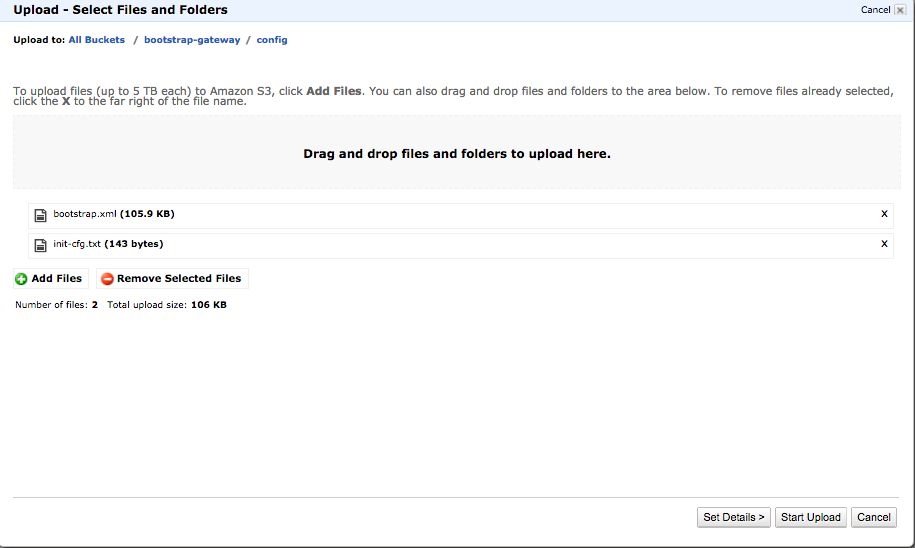 Upload - Select Files and Folders
Cancel
Upload to: All Buckets / bootstrap-gateway / config
To upload files (up to 5 TB each) to Amazon S3, click Add Files. You can also drag and drop files and folders to the area below. To remove files already selected,
click the X to the far right of the file name.
Drag and drop files and folders to upload here.
bootstrap.xml (105.9 KB) X
init-cfg.txt (143 bytes) X
Add Files Remove Selected Files
Number of files: 2 Total upload size: 106 KB
Set Details > Start Upload Cancel